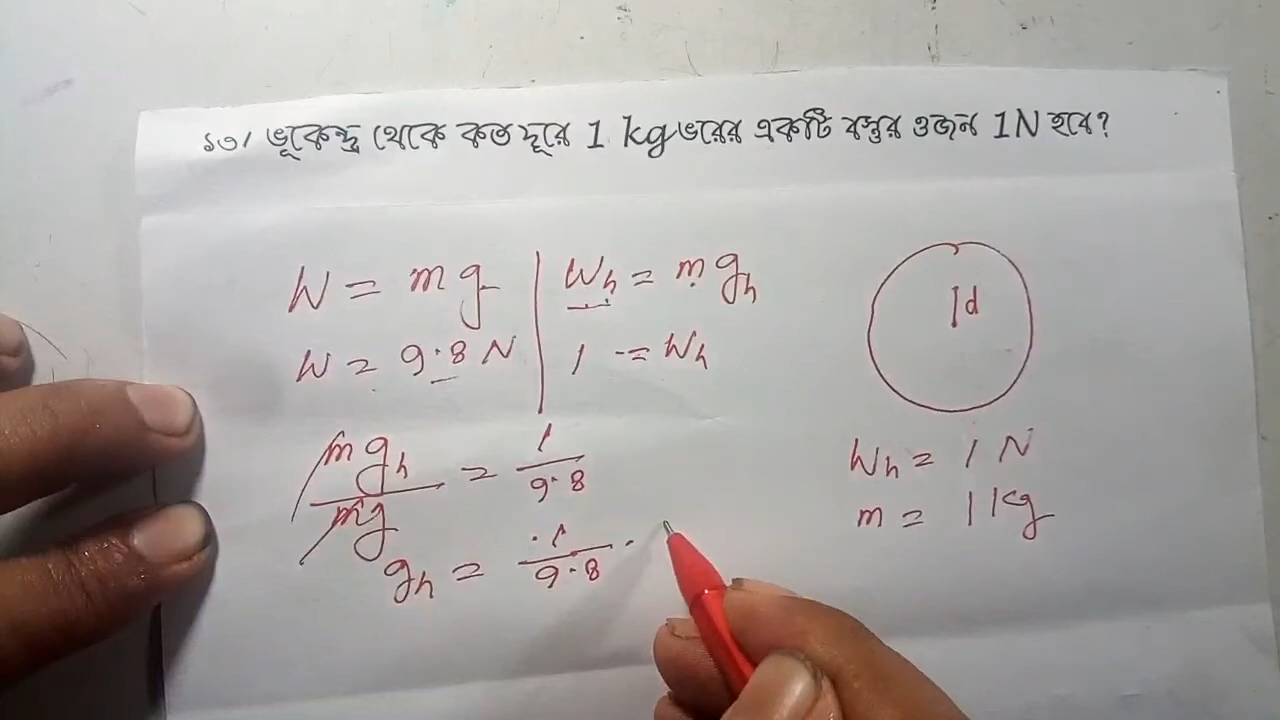 ১৩। ভূকেন্দ্র থেকে কত দূরে 1 kg ভরের একটি বস্তুর ওজন 1N হবে?
W = mg
W = 9.8 N
Wh = mgh
1 = Wh
mgh / mg = 1 / 9.8
gh = 1 / 9.8 ·
d
Wh = 1 N
m = 1 kg